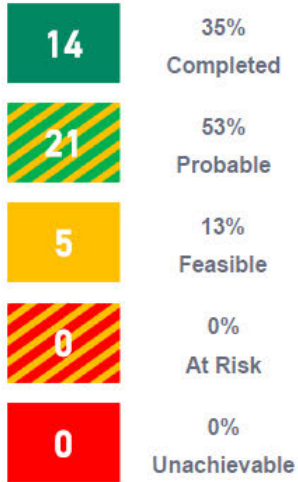 14
35%
Completed
21
53%
Probable
5
13%
Feasible
0
0%
At Risk
0
0%
Unachievable